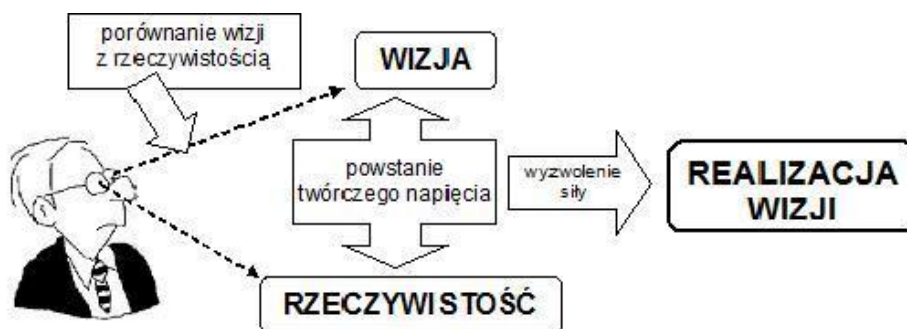 porównanie wizji
z rzeczywistością
WIZJA
powstanie
twórczego napięcia
wyzwolenie
siły
REALIZACJA
WIZJI
RZECZYWISTOŚĆ